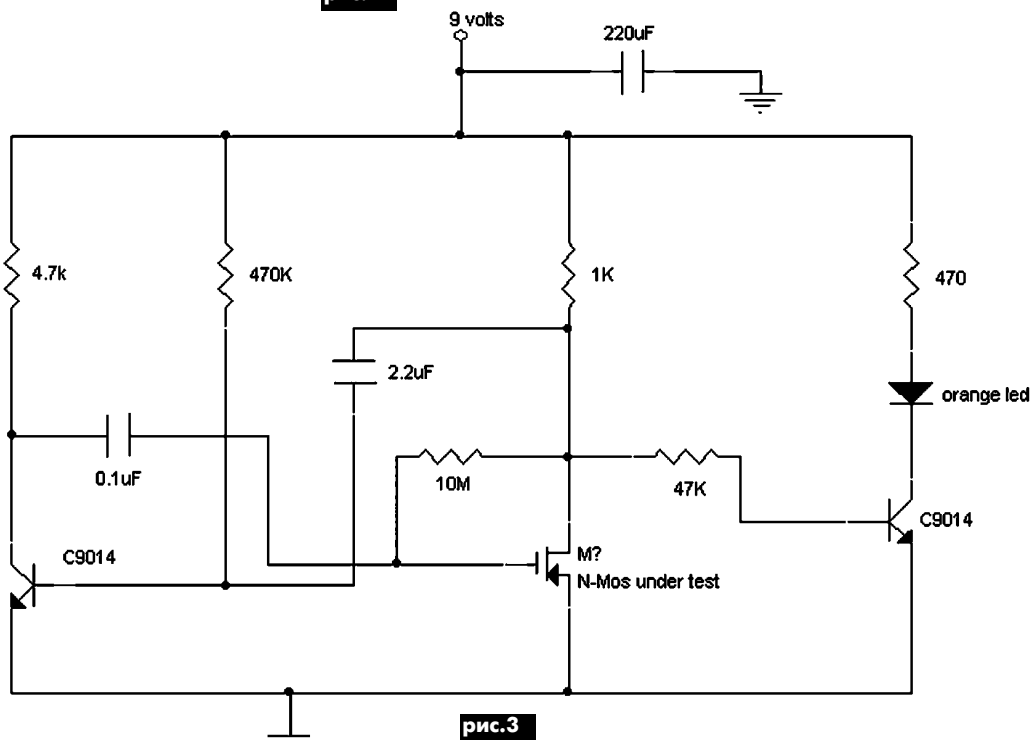 9 volts
220uF
4.7k
470K
1K
470
2.2uF
orange led
0.1uF
10M
47K
C9014
C9014
M?
N-Mos under test
рис.3